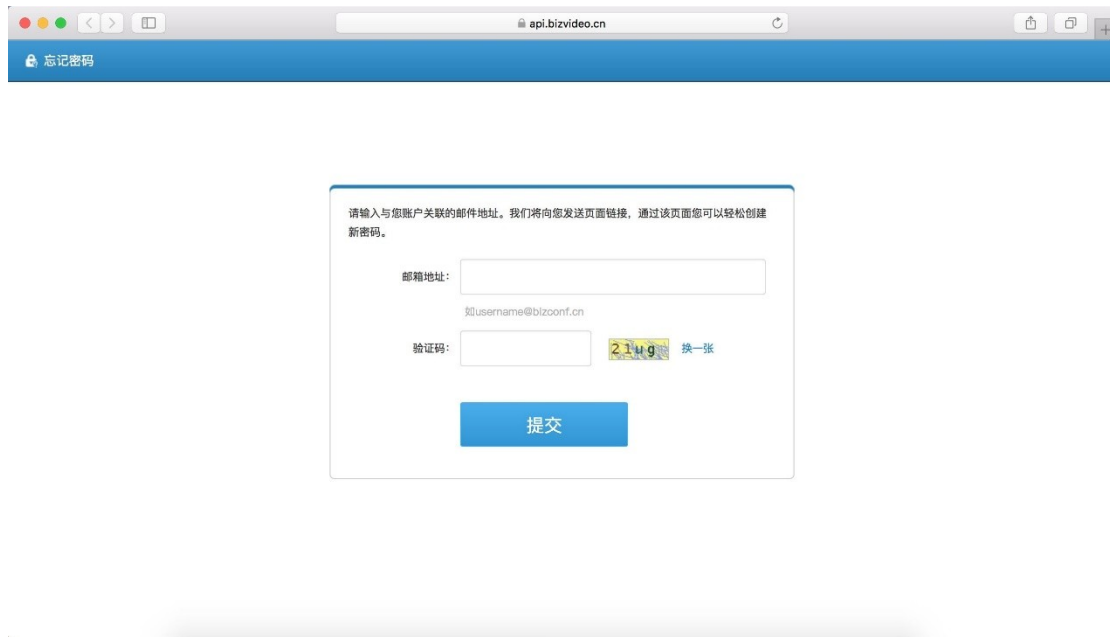 api.bizvideo.cn
忘记密码
请输入与您账户关联的邮件地址。我们将向您发送页面链接，通过该页面您可以轻松创建
新密码。
邮箱地址：
如username@bizconf.cn
验证码：
21ug
换一张
提交